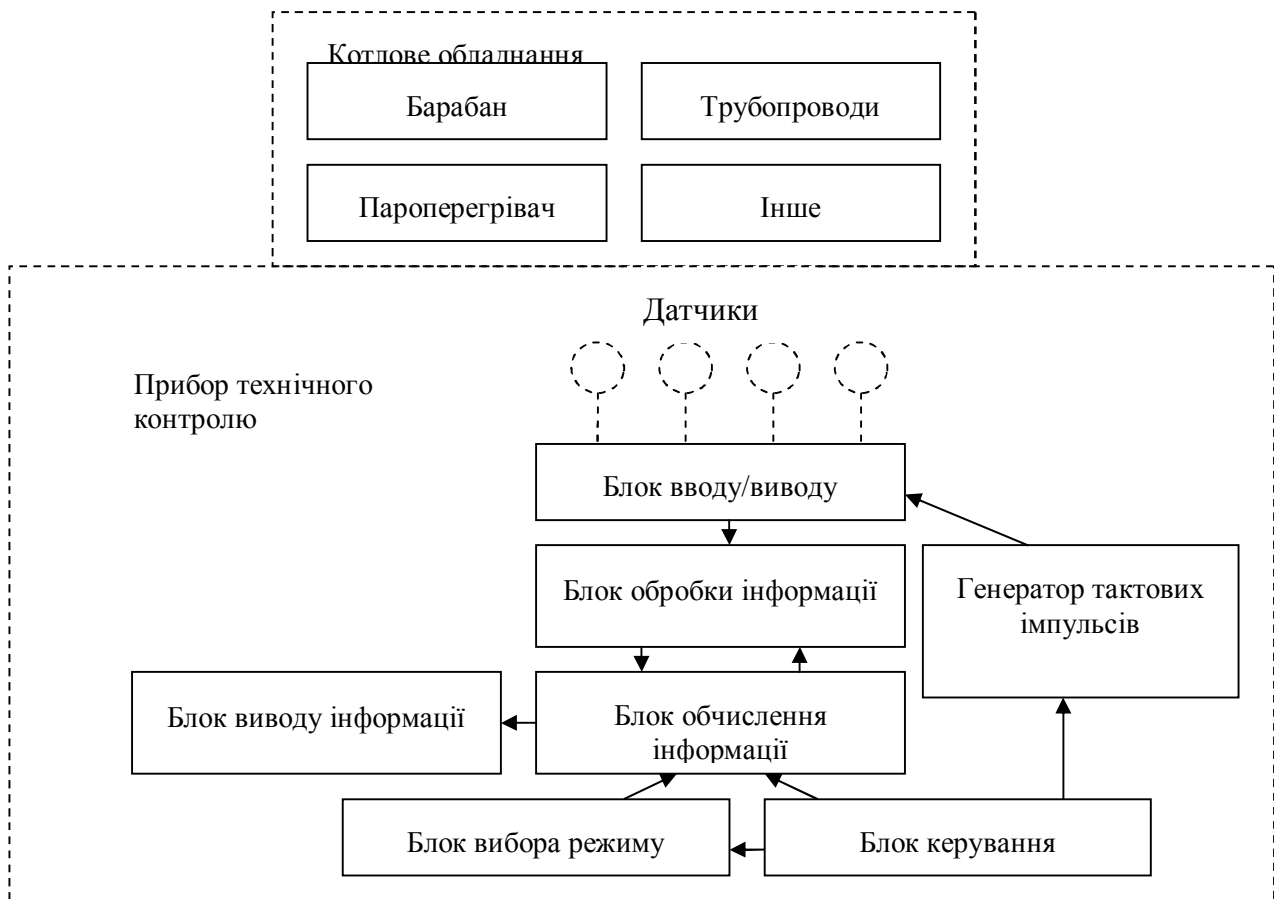 Котлове обладнання
Барабан
Трубопроводи
Пароперегрівач
Інше
Датчики
Прибор технічного
контролю
Блок вводу/виводу
Блок обробки інформації
Генератор тактових
імпульсів
Блок виводу інформації
Блок обчислення
інформації
Блок вибора режиму
Блок керування